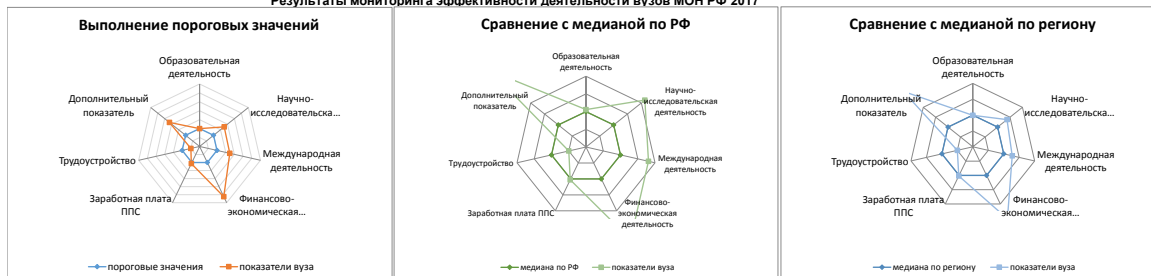 Результаты мониторинга эффективности деятельности вузов МОН РФ 2017
Выполнение пороговых значений
Образовательная
деятельность
Научно-
исследовательска...
Международная
деятельность
Финансово-
экономическая...
Заработная плата
ППС
Трудоустройство
Дополнительный
показатель
пороговые значения
показатели вуза
Сравнение с медианой по РФ
Образовательная
деятельность
Научно-
исследовательская
деятельность
Международная
деятельность
Финансово-
экономическая
деятельность
Заработная плата ППС
Трудоустройство
Дополнительный
показатель
медиана по РФ
показатели вуза
Сравнение с медианой по региону
Образовательная
деятельность
Научно-
исследовательска...
Международная
деятельность
Финансово-
экономическая...
Заработная плата
ППС
Трудоустройство
Дополнительный
показатель
медиана по региону
показатели вуза